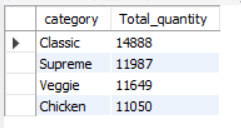 category Total_quantity
Classic 14888
Supreme 11987
Veggie 11649
Chicken 11050